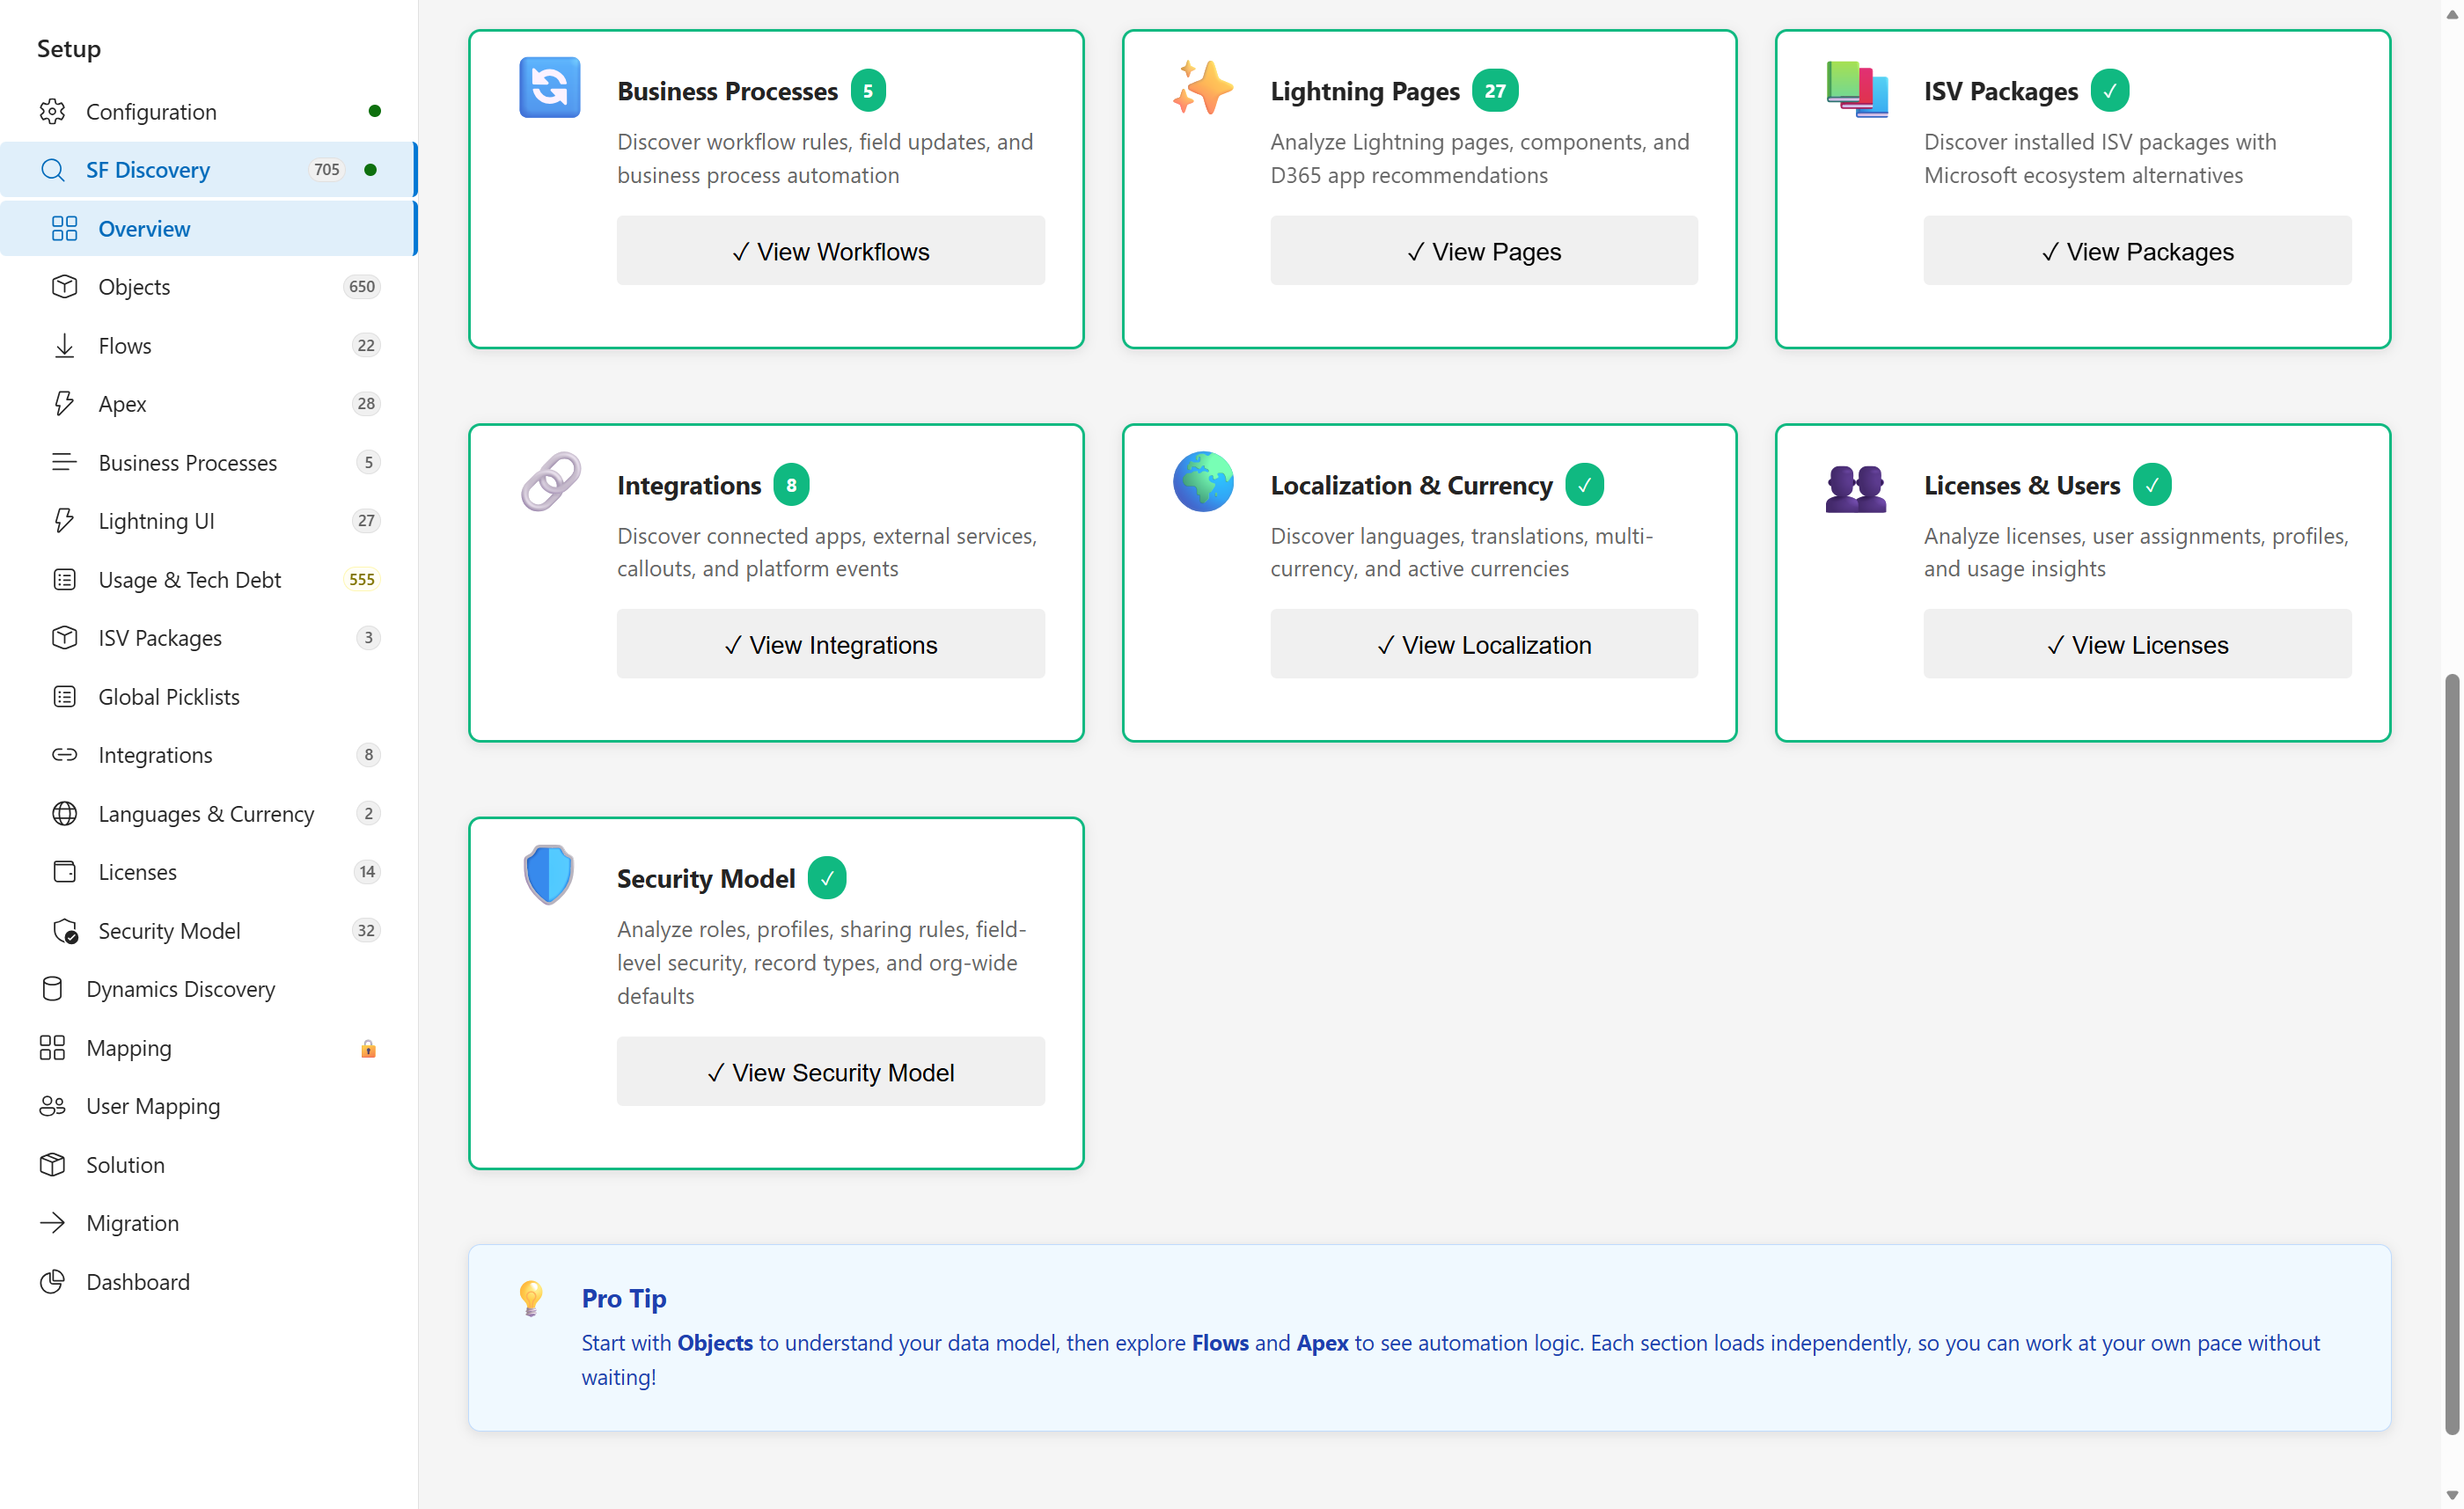 Setup
Configuration
SF Discovery 705
Overview
Objects 650
Flows 22
Apex 28
Business Processes 5
Lightning UI 27
Usage & Tech Debt 555
ISV Packages 3
Global Picklists
Integrations 8
Languages & Currency 2
Licenses 14
Security Model 32
Dynamics Discovery
Mapping
User Mapping
Solution
Migration
Dashboard
Business Processes 5
Discover workflow rules, field updates, and
business process automation
✓ View Workflows
Lightning Pages 27
Analyze Lightning pages, components, and
D365 app recommendations
✓ View Pages
ISV Packages ✓
Discover installed ISV packages with
Microsoft ecosystem alternatives
✓ View Packages
Integrations 8
Discover connected apps, external services,
callouts, and platform events
✓ View Integrations
Localization & Currency ✓
Discover languages, translations, multi-
currency, and active currencies
✓ View Localization
Licenses & Users ✓
Analyze licenses, user assignments, profiles,
and usage insights
✓ View Licenses
Security Model ✓
Analyze roles, profiles, sharing rules, field-
level security, record types, and org-wide
defaults
✓ View Security Model
Pro Tip
Start with Objects to understand your data model, then explore Flows and Apex to see automation logic. Each section loads independently, so you can work at your own pace without
waiting!